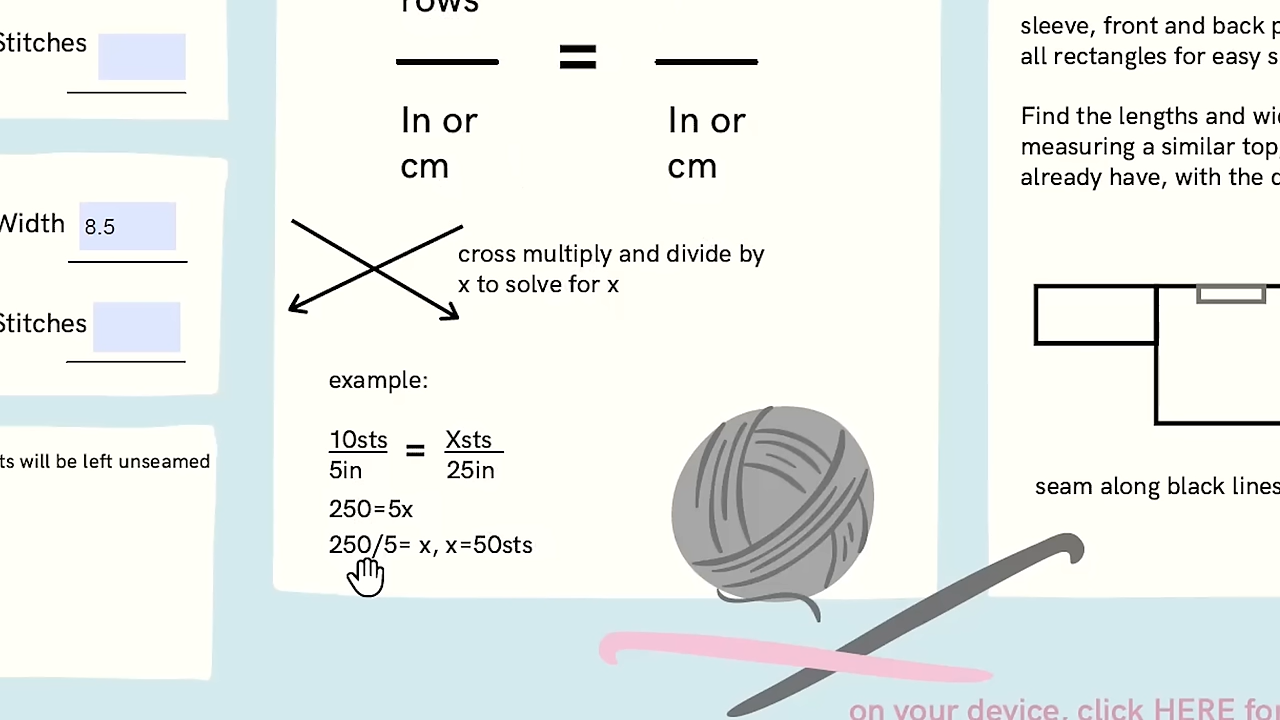 Stitches
Width 8.5
Stitches
ts will be left unseamed
rows
=
In or
cm
In or
cm
cross multiply and divide by
x to solve for x
example:
10sts = Xsts
5in 25in
250=5x
250/5= x, x=50sts
sleeve, front and back p
all rectangles for easy s
Find the lengths and wi
measuring a similar top,
already have, with the
seam along black lines
on your device, click HERE for